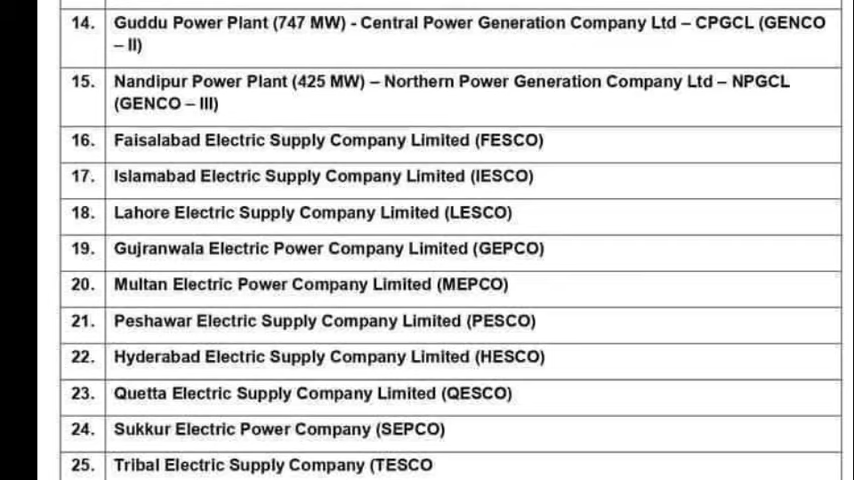 14. Guddu Power Plant (747 MW) - Central Power Generation Company Ltd – CPGCL (GENCO
– II)
15. Nandipur Power Plant (425 MW) – Northern Power Generation Company Ltd – NPGCL
(GENCO – III)
16. Faisalabad Electric Supply Company Limited (FESCO)
17. Islamabad Electric Supply Company Limited (IESCO)
18. Lahore Electric Supply Company Limited (LESCO)
19. Gujranwala Electric Power Company Limited (GEPCO)
20. Multan Electric Power Company Limited (MEPCO)
21. Peshawar Electric Supply Company Limited (PESCO)
22. Hyderabad Electric Supply Company Limited (HESCO)
23. Quetta Electric Supply Company Limited (QESCO)
24. Sukkur Electric Power Company (SEPCO)
25. Tribal Electric Supply Company (TESCO